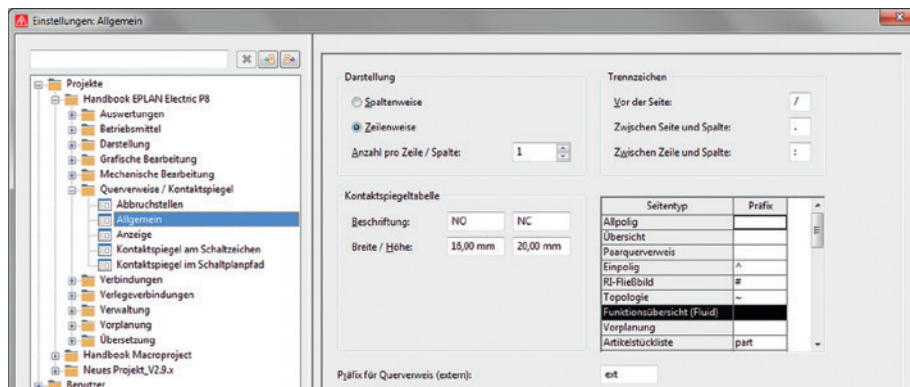 Einstellungen: Allgemein
Projekte
Handbook EPLAN Electric P8
Auswertungen
Betriebsmittel
Darstellung
Grafische Bearbeitung
Mechanische Bearbeitung
Querverweise / Kontaktspiegel
Abbruchstellen
Allgemein
Anzeige
Kontaktspiegel am Schaltzeichen
Kontaktspiegel im Schaltplanpfad
Verbindungen
Verlegeverbindungen
Verwaltung
Vorplanung
Übersetzung
Handbook Macroproject
Neues Projekt_V2.9.x
Benutzer
Darstellung
Spaltenweise
Zeilenweise
Anzahl pro Zeile / Spalte: 1
Trennzeichen
Vor der Seite: /
Zwischen Seite und Spalte: .
Zwischen Zeile und Spalte: :
Kontaktspiegeltabelle
Beschriftung: NO NC
Breite / Höhe: 15,00 mm 20,00 mm
Seitentyp Präfix
Allpolig
Übersicht
Paarquerverweis
Einpolig ^
RI-Fließbild #
Topologie ~
Funktionsübersicht (Fluid)
Vorplanung
Artikelstückliste part
Präfix für Querverweis (extern): ext